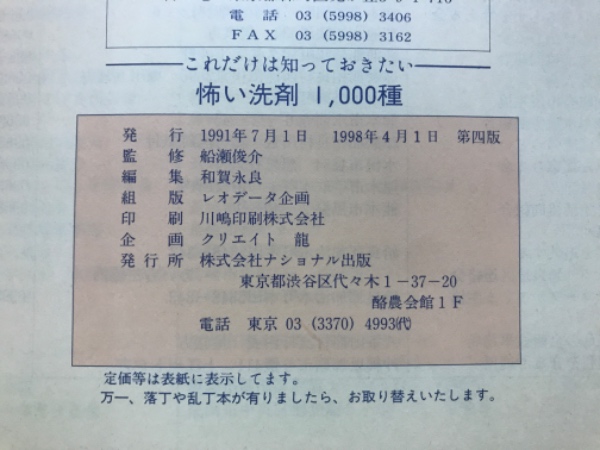 電話 03 (5998) 3406
FAX 03 (5998) 3162
これだけは知っておきたい
怖い洗剤 1,000種
発行 1991年7月1日 1998年4月1日 第四版
監修 船瀬俊介
編集 和賀永良
組版 レオデータ企画
印刷 川嶋印刷株式会社
企画 クリエイト 龍
発行所 株式会社ナショナル出版
東京都渋谷区代々木1-37-20
酪農会館1F
電話 東京 03 (3370) 4993㈹
定価等は表紙に表示してます。
万一、落丁や乱丁本が有りましたら、お取り替えいたします。